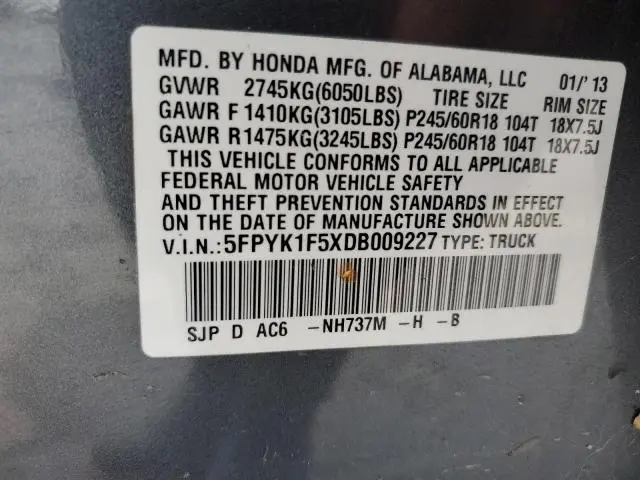 MFD. BY HONDA MFG. OF ALABAMA, LLC 01/'13
GVWR 2745KG(6050LBS) TIRE SIZE RIM SIZE
GAWR F 1410KG(3105LBS) P245/60R18 104T 18X7.5J
GAWR R 1475KG(3245LBS) P245/60R18 104T 18X7.5J
THIS VEHICLE CONFORMS TO ALL APPLICABLE
FEDERAL MOTOR VEHICLE SAFETY
AND THEFT PREVENTION STANDARDS IN EFFECT
ON THE DATE OF MANUFACTURE SHOWN ABOVE.
V.I.N.:5FPYK1F5XDB009227 TYPE: TRUCK
SJP D AC6 -NH737M -H -B